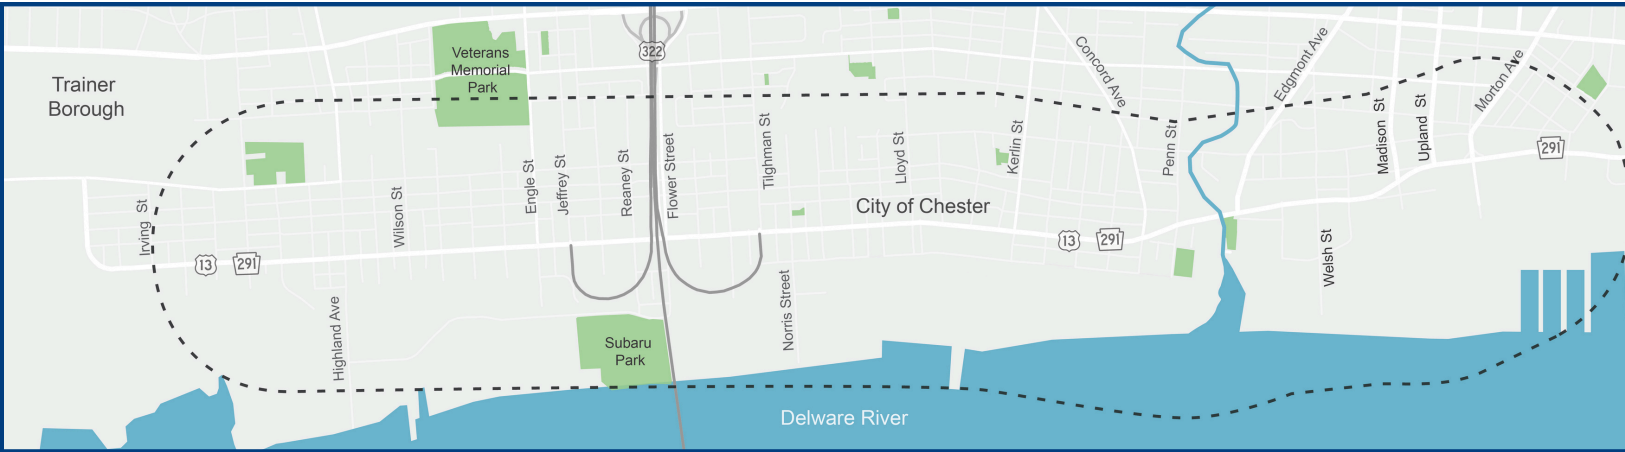 Veterans
Memorial
Park
322
Concord Ave
Edgmont Ave
Morton Ave
Trainer
Borough
Irving St
Wilson St
Engle St
Jeffrey St
Reaney St
Flower Street
Tilghman St
Lloyd St
Kerlin St
Penn St
Madison St
Upland St
291
City of Chester
13
291
13
291
Welsh St
Highland Ave
Norris Street
Subaru
Park
Delware River